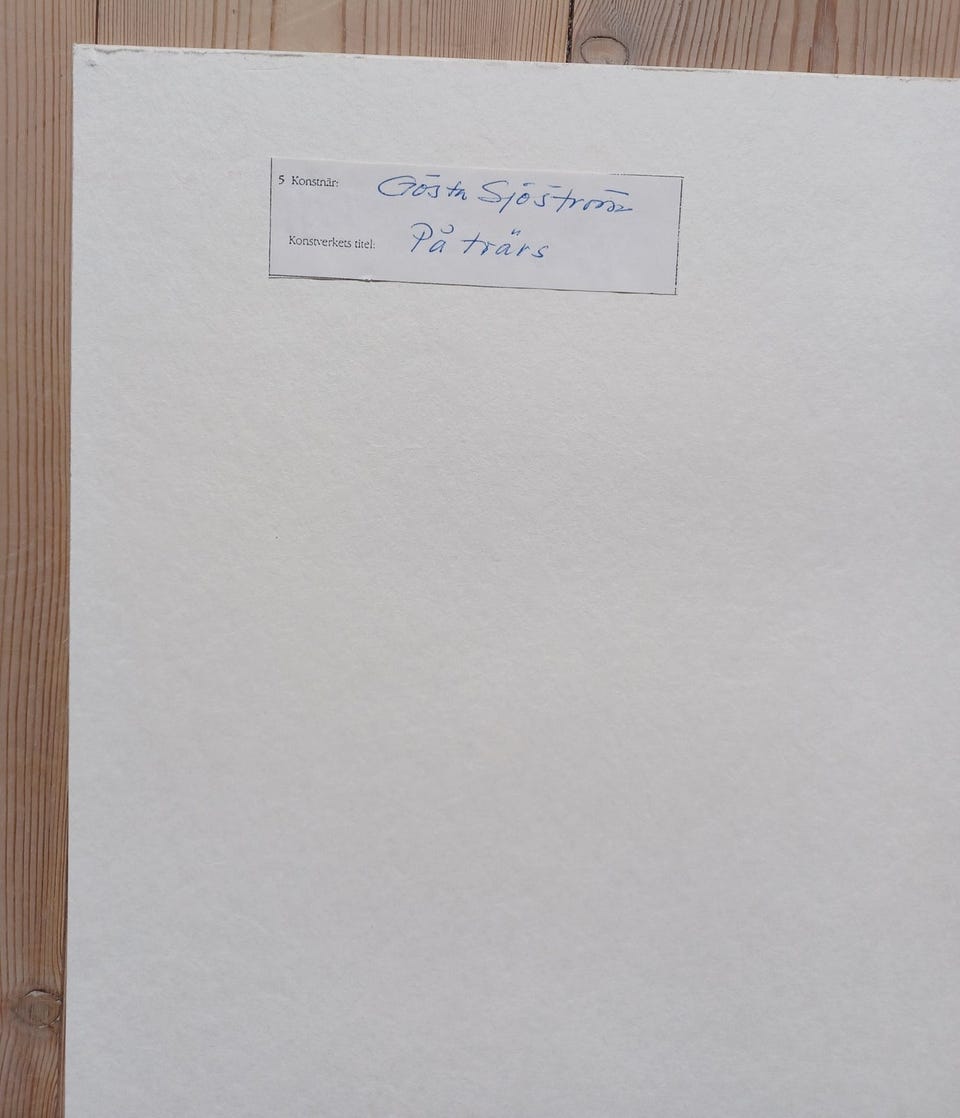 5 Konstnär: Gösta Sjöström
Konstverkets titel: På tvärs